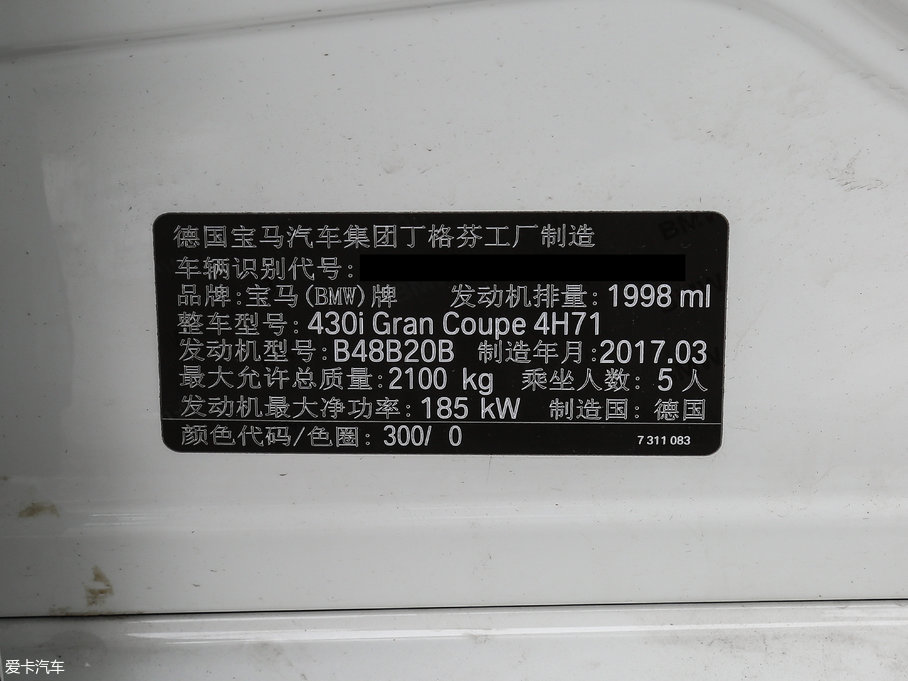 德国宝马汽车集团丁格芬工厂制造
车辆识别代号:
品牌:宝马(BMW)牌 发动机排量: 1998 ml
整车型号: 430i Gran Coupe 4H71
发动机型号: B48B20B 制造年月: 2017.03
最大允许总质量: 2100 kg 乘坐人数: 5 人
发动机最大净功率: 185 kW 制造国: 德国
颜色代码/色圈: 300/ 0 7 311 083
爱卡汽车